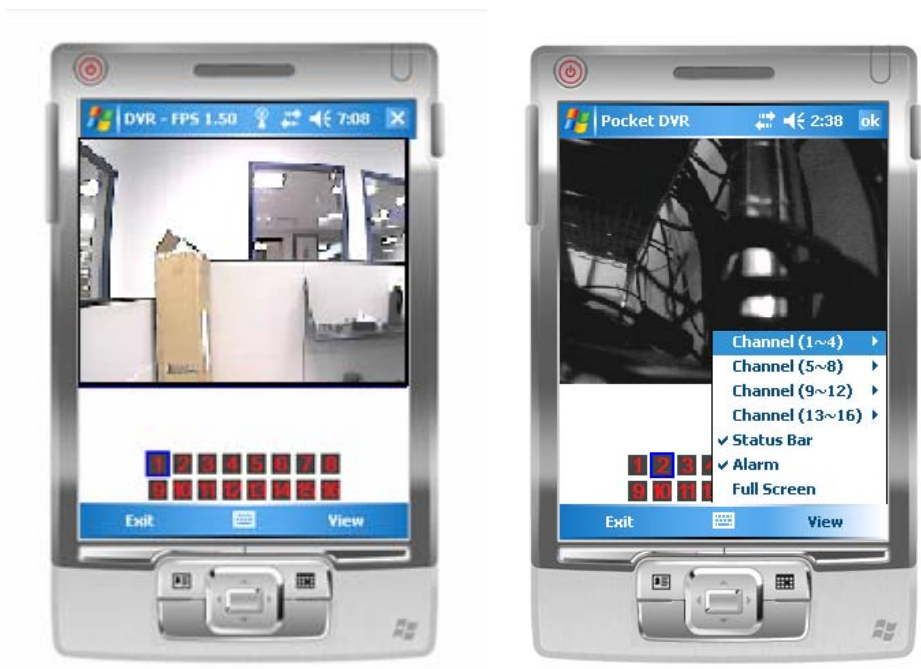 DVR - FPS 1.50 7:08
1 2 3 4 5 6 7 8
9 10 11 12 13 14 15 16
Exit View
Pocket DVR 2:38 ok
Channel (1~4)
Channel (5~8)
Channel (9~12)
Channel (13~16)
Status Bar
Alarm
Full Screen
1 2 3
9 10 11
Exit View